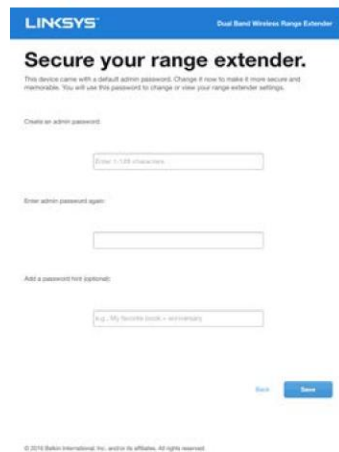 LINKSYS
Dual Band Wireless Range Extender
Secure your range extender.
This device came with a default admin password. Change it now to make it more secure and
memorable. You will use this password to change or view your range extender settings.
Create an admin password:
Enter 1-128 characters
Enter admin password again:
Add a password hint (optional):
e.g., My favorite book + anniversary
Back
Save
© 2016 Belkin International, Inc. and/or its affiliates. All rights reserved